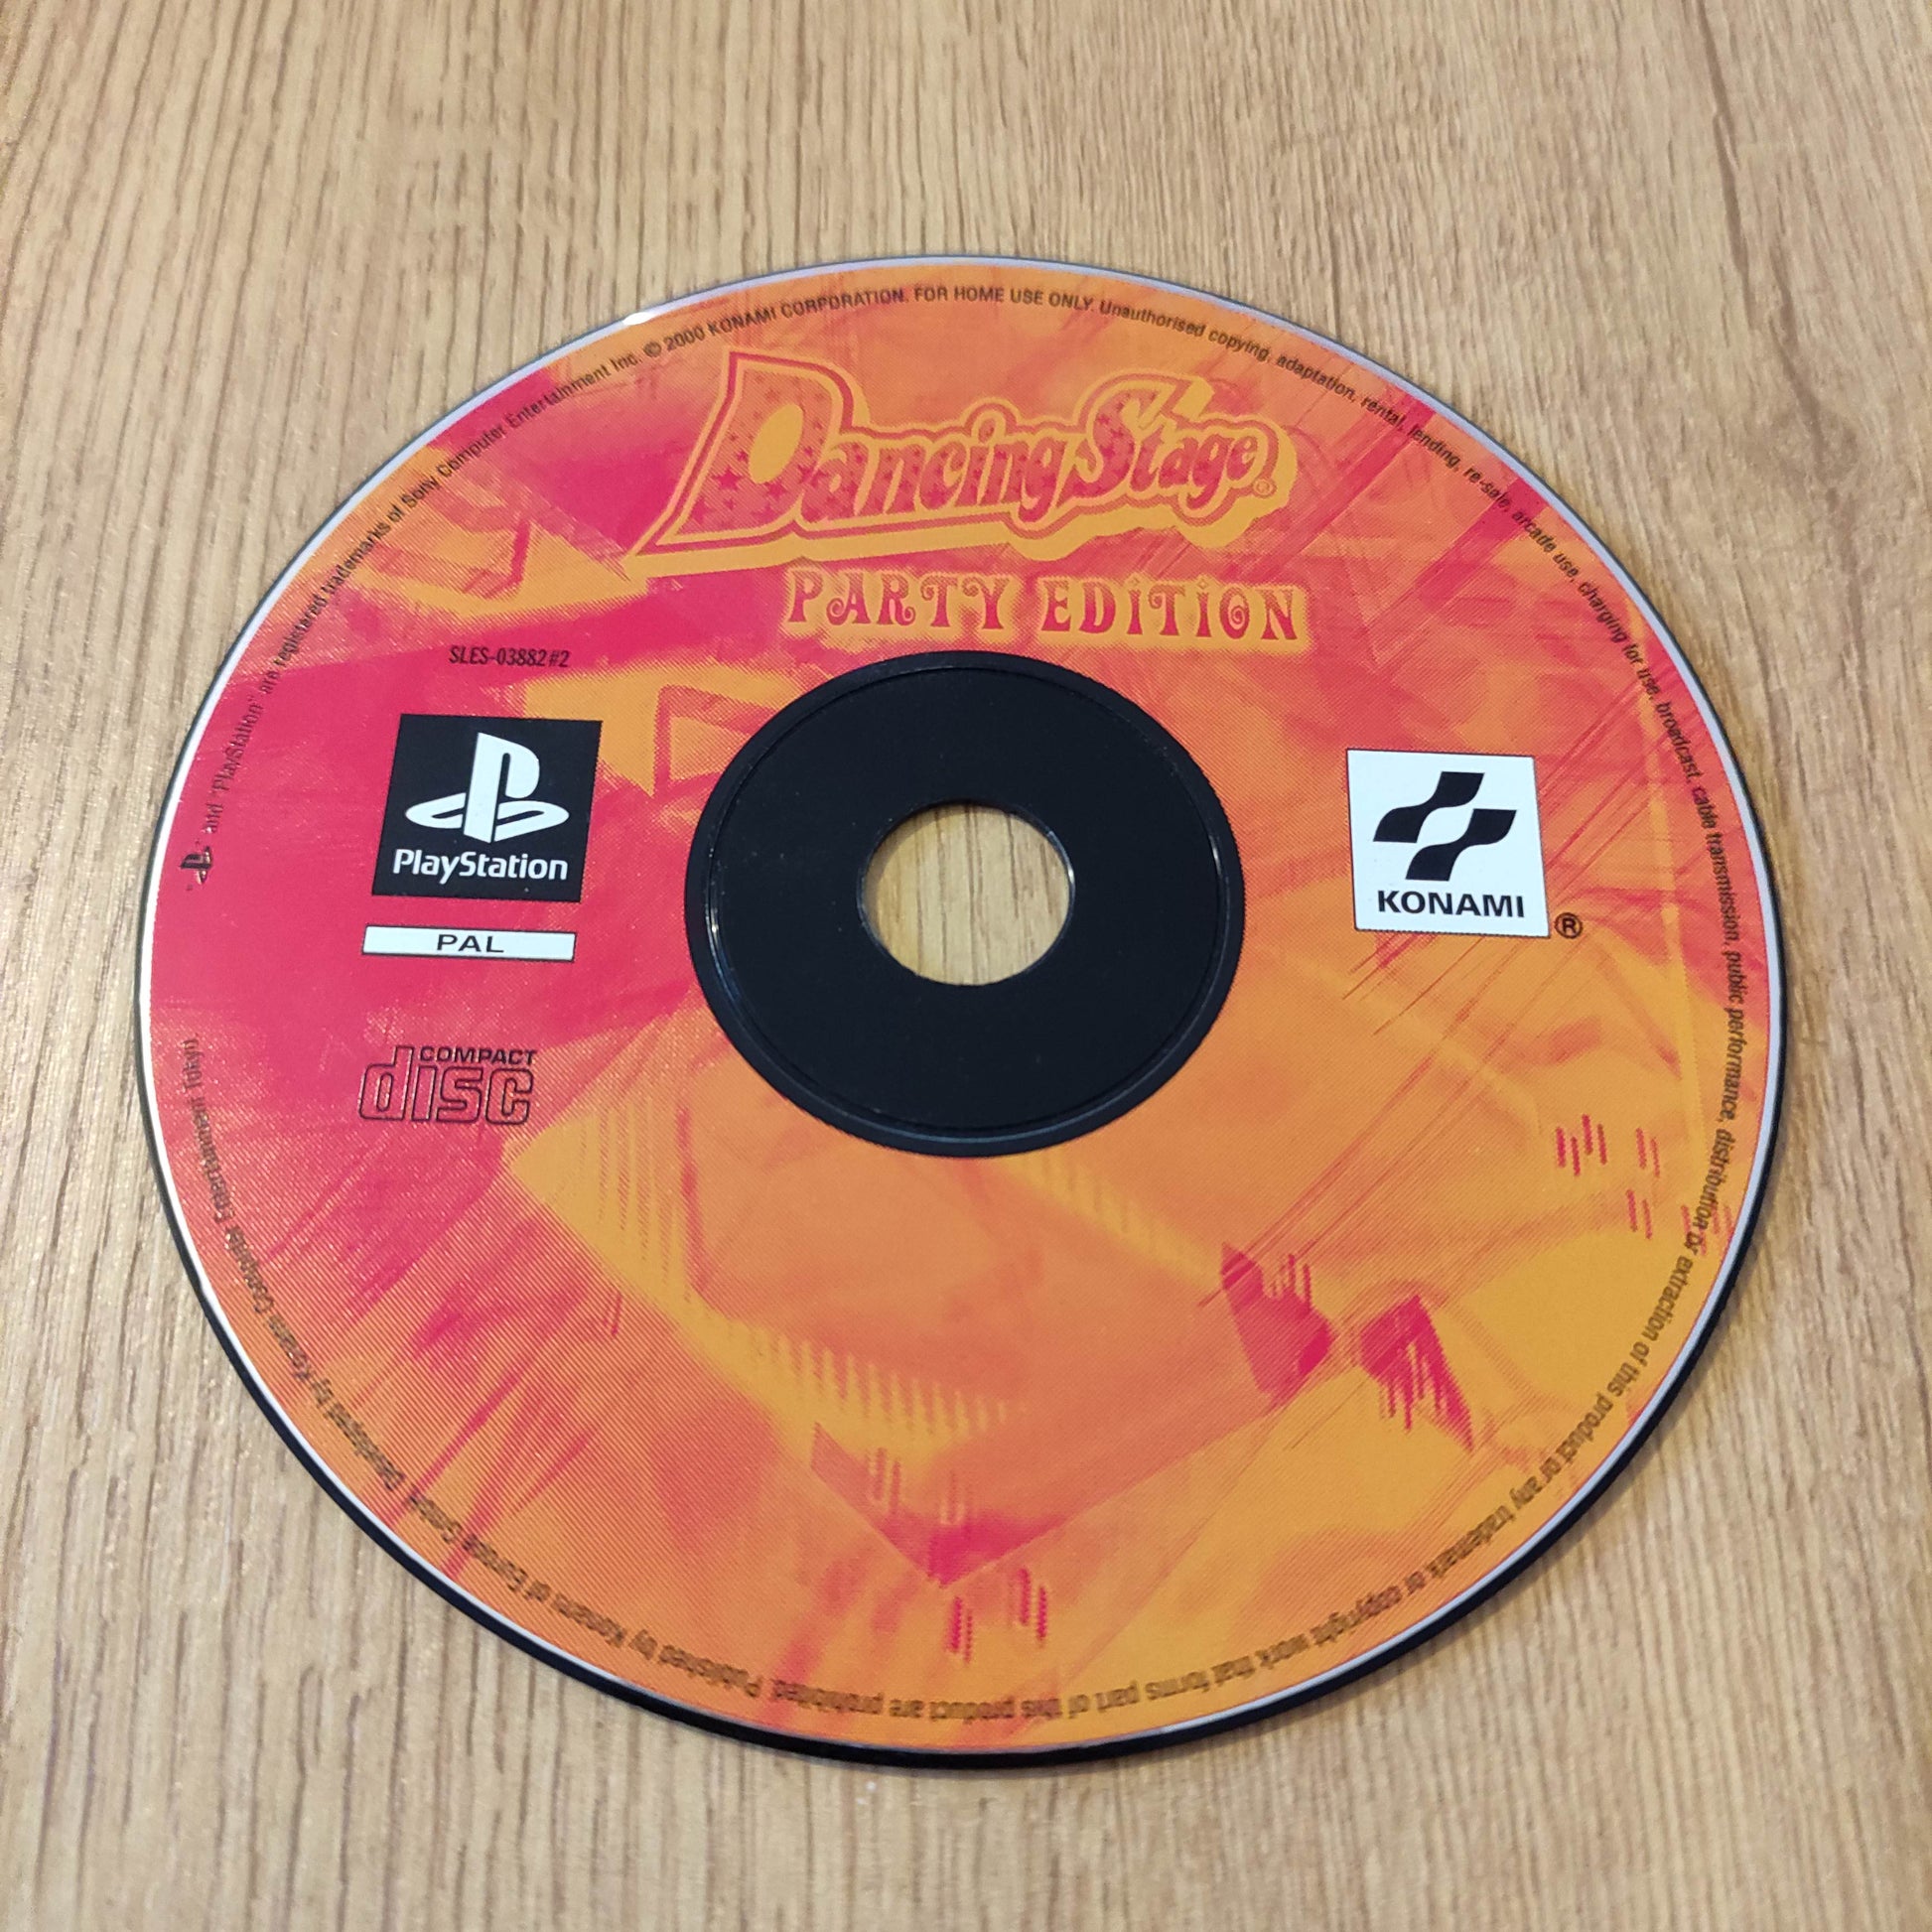 Dancing Stage®
PARTY EDiTiON
SLES-03882#2
PlayStation
PAL
COMPACT
disc
KONAMI
®
and "PlayStation" are registered trademarks of Sony Computer Entertainment Inc. © 2000 KONAMI CORPORATION. FOR HOME USE ONLY. Unauthorised copying, adaptation, rental, lending, re-sale, arcade use, charging for use, broadcast, cable transmission, public performance, distribution or extraction of this product or any trademark or copyright work that forms part of this product are prohibited. Published by Konami of Europe GmbH. Developed by Konami Computer Entertainment Tokyo.